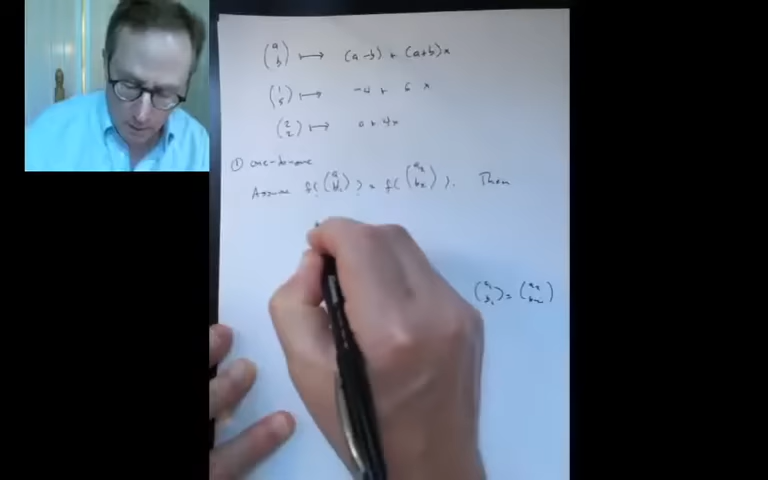 (a b) ↦ (a-b) + (a+b)x
(1 5) ↦ -4 + 6 x
(2 2) ↦ 0 + 4x
① one-to-one
Assume f((a₁ b₁)) = f((a₂ b₂)). Then
(a₁ b₁) = (a₂ b₂)